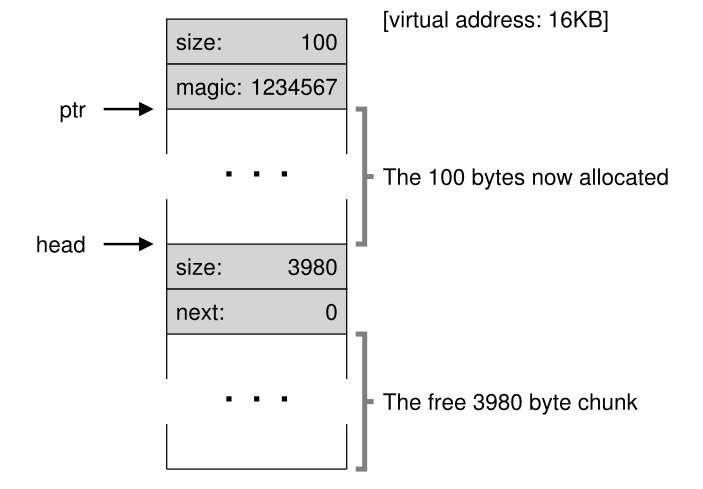 [virtual address: 16KB]
size: 100
magic: 1234567
ptr
The 100 bytes now allocated
head
size: 3980
next: 0
The free 3980 byte chunk